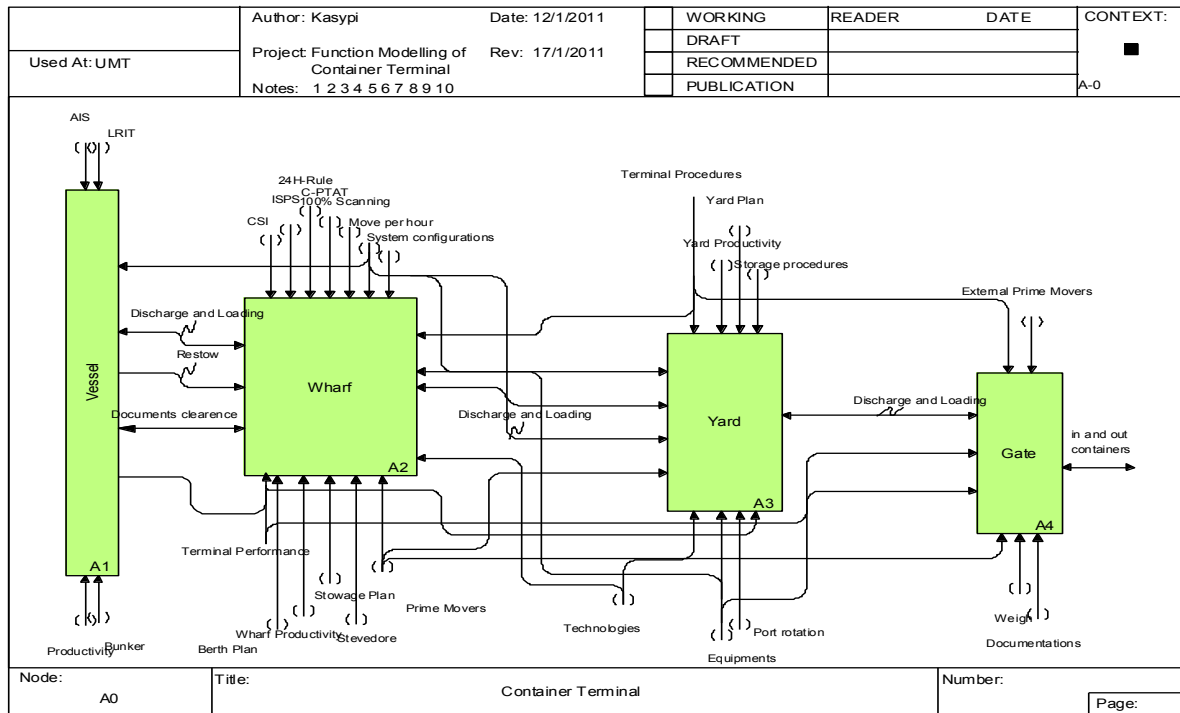 Used At: UMT
Author: Kasypi
Date: 12/1/2011
Project: Function Modelling of
Container Terminal
Rev: 17/1/2011
Notes: 1 2 3 4 5 6 7 8 9 10
WORKING
DRAFT
RECOMMENDED
PUBLICATION
READER
DATE
CONTEXT:
A-0
AIS
LRIT
24H-Rule
C-PTAT
ISPS
100% Scanning
CSI
Move per hour
System configurations
Terminal Procedures
Yard Plan
Yard Productivity
Storage procedures
External Prime Movers
Discharge and Loading
Restow
Documents clearence
Vessel
A1
Wharf
A2
Discharge and Loading
Yard
A3
Discharge and Loading
Gate
A4
in and out
containers
Terminal Performance
Stowage Plan
Prime Movers
Wharf Productivity
Stevedore
Berth Plan
Productivity
Bunker
Technologies
Port rotation
Equipments
Weigh
Documentations
Node:
A0
Title:
Container Terminal
Number:
Page: